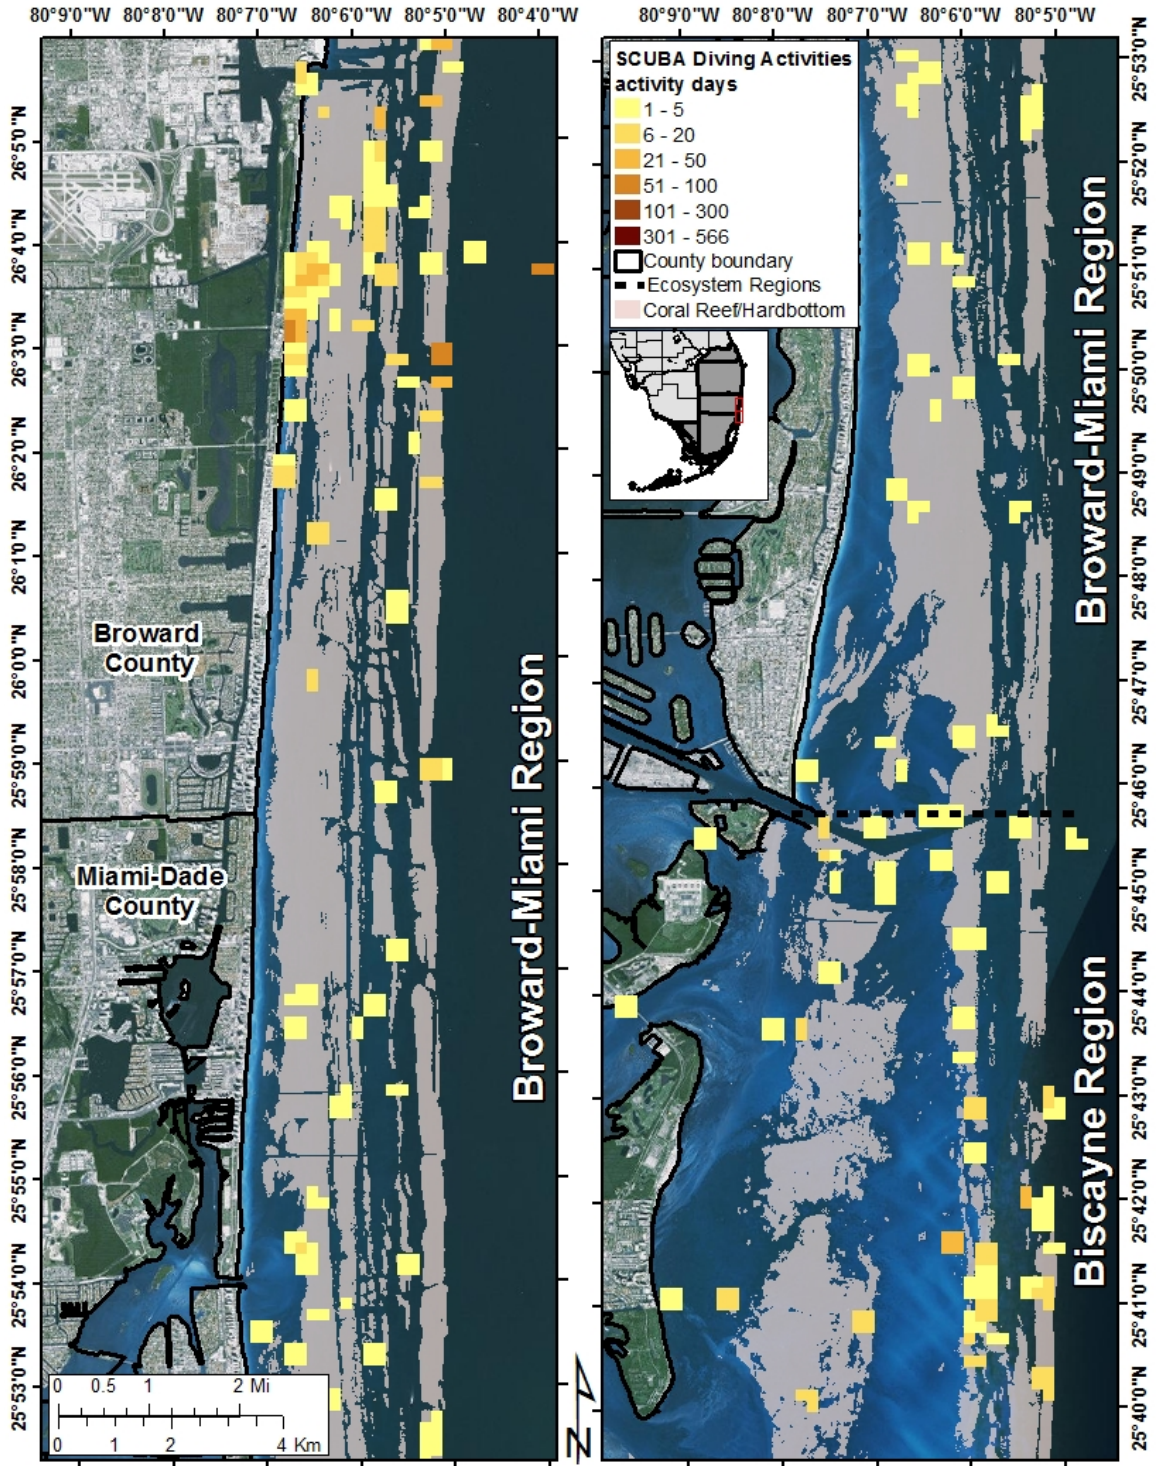 80°9'0"W 80°8'0"W 80°7'0"W 80°6'0"W 80°5'0"W 80°4'0"W
80°9'0"W 80°8'0"W 80°7'0"W 80°6'0"W 80°5'0"W
26°5'0"N
26°4'0"N
26°3'0"N
26°2'0"N
26°1'0"N
26°0'0"N
25°59'0"N
25°58'0"N
25°57'0"N
25°56'0"N
25°55'0"N
25°54'0"N
25°53'0"N
Broward
County
Miami-Dade
County
Broward-Miami Region
0 0.5 1 2 Mi
0 1 2 4 Km
N
SCUBA Diving Activities
activity days
1 - 5
6 - 20
21 - 50
51 - 100
101 - 300
301 - 566
County boundary
Ecosystem Regions
Coral Reef/Hardbottom
Broward-Miami Region
Biscayne Region
25°53'0"N
25°52'0"N
25°51'0"N
25°50'0"N
25°49'0"N
25°48'0"N
25°47'0"N
25°46'0"N
25°45'0"N
25°44'0"N
25°43'0"N
25°42'0"N
25°41'0"N
25°40'0"N